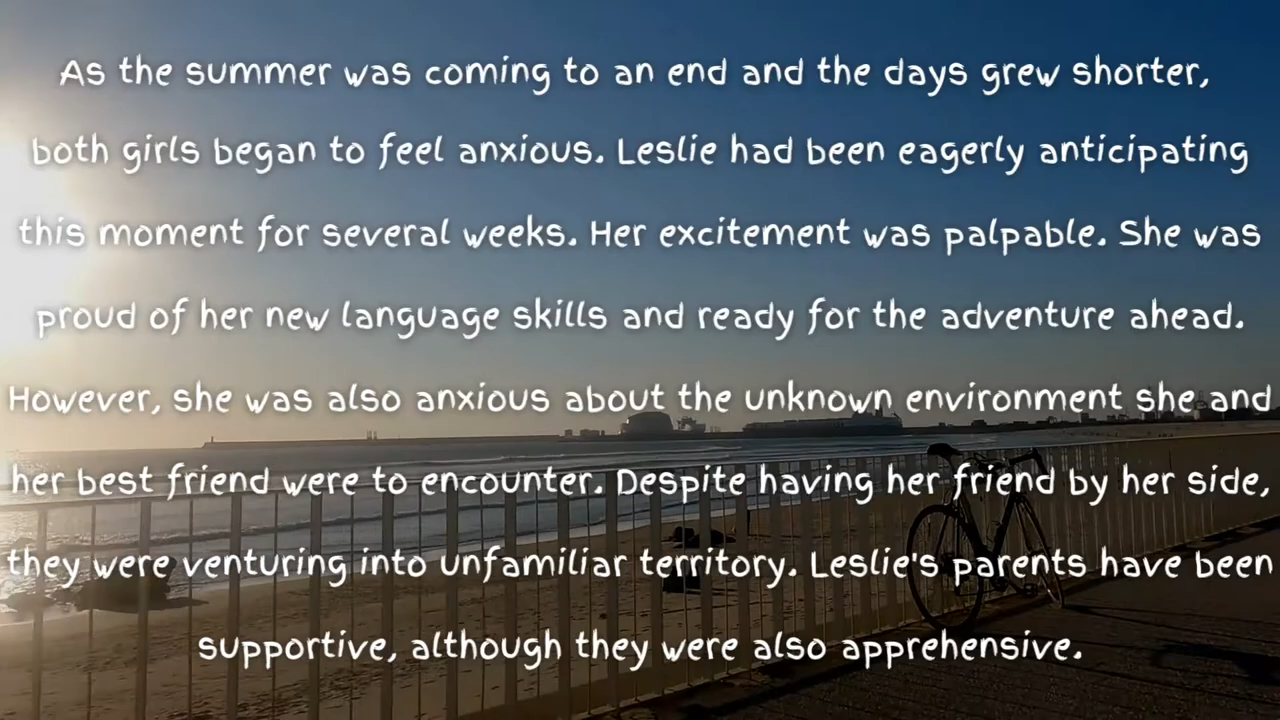 As the summer was coming to an end and the days grew shorter,
both girls began to feel anxious. Leslie had been eagerly anticipating
this moment for several weeks. Her excitement was palpable. She was
proud of her new language skills and ready for the adventure ahead.
However, she was also anxious about the unknown environment she and
her best friend were to encounter. Despite having her friend by her side,
they were venturing into unfamiliar territory. Leslie's parents have been
supportive, although they were also apprehensive.